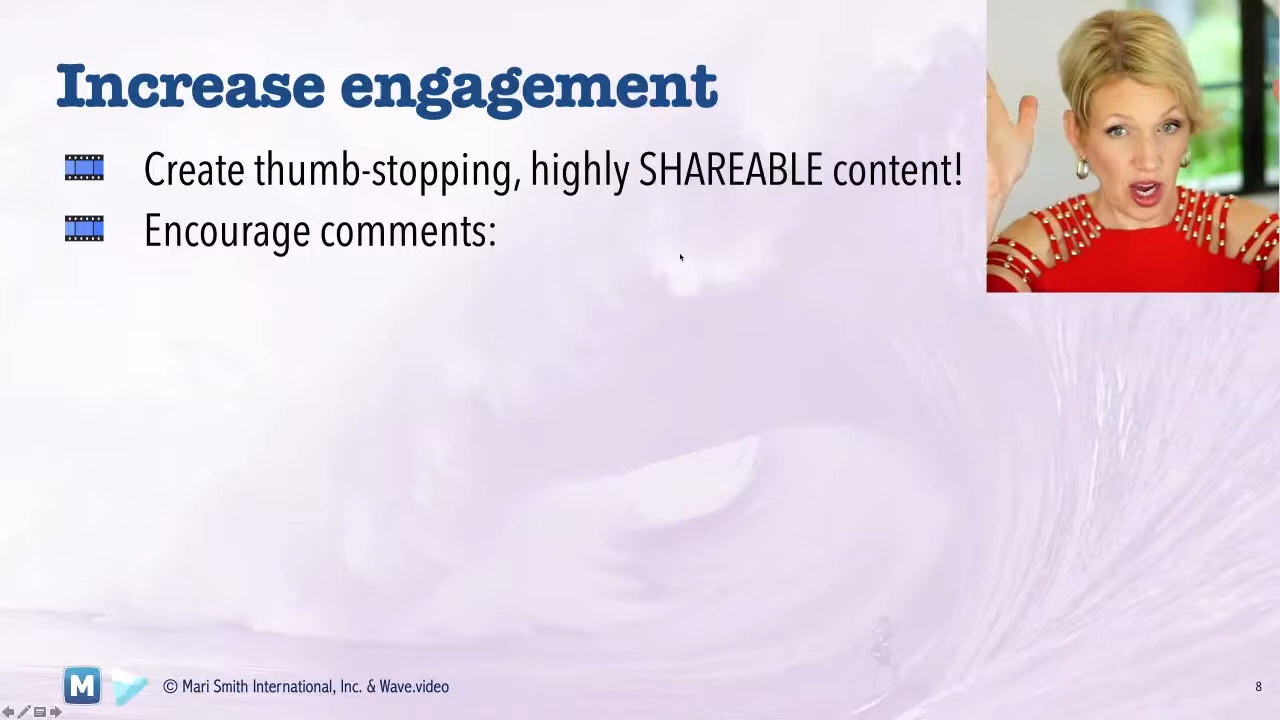 Increase engagement
Create thumb-stopping, highly SHAREABLE content!
Encourage comments:
M
© Mari Smith International, Inc. & Wave.video
8